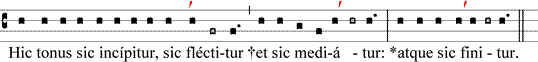 Hic tonus sic incípitur, sic flécti-tur †et sic medi-á - tur: *atque sic fini - tur.